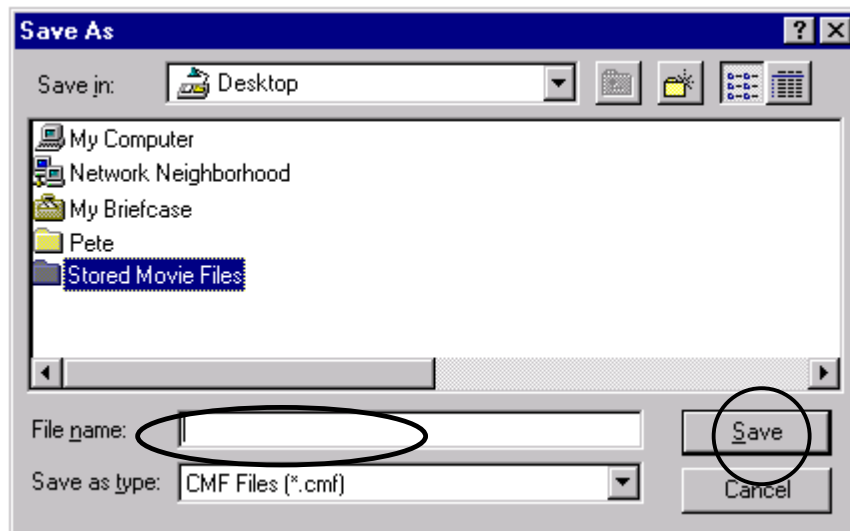 Save As
Save in: Desktop
My Computer
Network Neighborhood
My Briefcase
Pete
Stored Movie Files
File name:
Save
Save as type: CMF Files (*.cmf)
Cancel